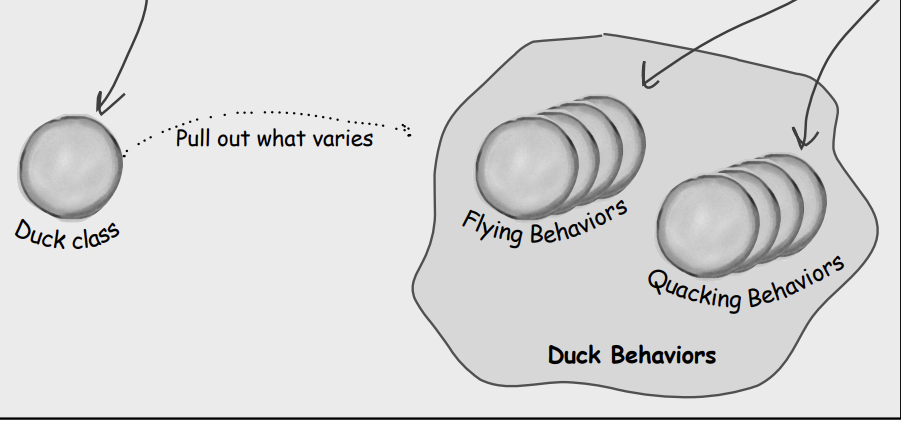 Pull out what varies
Duck class
Flying Behaviors
Quacking Behaviors
Duck Behaviors